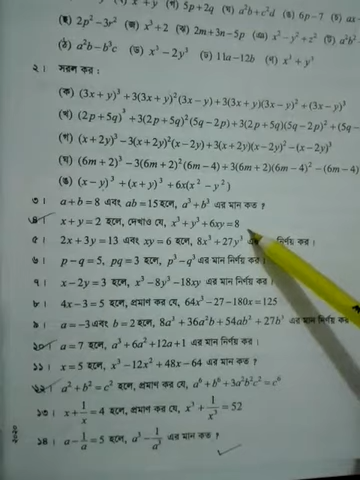 x + y (গ) 5p + 2q (ঘ) a²b + c²d (ঙ) 6p − 7
(ছ) 2p² − 3r² (জ) x³ + 2 (ঝ) 2m + 3n − 5p (ঞ) x² − y² + z²
(ঠ) a²b − b³c (ড) x³ − 2y³ (ঢ) 11a − 12b (ণ) x³ + y³
২। সরল কর :
(ক) (3x + y)³ + 3(3x + y)²(3x − y) + 3(3x + y)(3x − y)² + (3x − y)³
(খ) (2p + 5q)³ + 3(2p + 5q)²(5q − 2p) + 3(2p + 5q)(5q − 2p)² + (5q −
(গ) (x + 2y)³ − 3(x + 2y)²(x − 2y) + 3(x + 2y)(x − 2y)² − (x − 2y)³
(ঘ) (6m + 2)³ − 3(6m + 2)²(6m − 4) + 3(6m + 2)(6m − 4)² − (6m − 4)
(ঙ) (x − y)³ + (x + y)³ + 6x(x² − y²)
৩। a + b = 8 এবং ab = 15 হলে, a³ + b³ এর মান কত ?
৪। x + y = 2 হলে, দেখাও যে, x³ + y³ + 6xy = 8
৫। 2x + 3y = 13 এবং xy = 6 হলে, 8x³ + 27y³ নির্ণয় কর।
৬। p − q = 5, pq = 3 হলে, p³ − q³ এর মান নির্ণয় কর।
৭। x − 2y = 3 হলে, x³ − 8y³ − 18xy এর মান নির্ণয় কর।
৮। 4x − 3 = 5 হলে, প্রমাণ কর যে, 64x³ − 27 − 180x = 125
৯। a = −3 এবং b = 2 হলে, 8a³ + 36a²b + 54ab² + 27b³ এর মান নির্ণয় কর।
১০। a = 7 হলে, a³ + 6a² + 12a + 1 এর মান নির্ণয় কর।
১১। x = 5 হলে, x³ − 12x² + 48x − 64 এর মান কত ?
১২। a² + b² = c² হলে, প্রমাণ কর যে, a⁶ + b⁶ + 3a²b²c² = c⁶
১৩। x + 1/x = 4 হলে, প্রমাণ কর যে, x³ + 1/x³ = 52
১৪। a − 1/a = 5 হলে, a³ − 1/a³ এর মান কত ?
২০২০